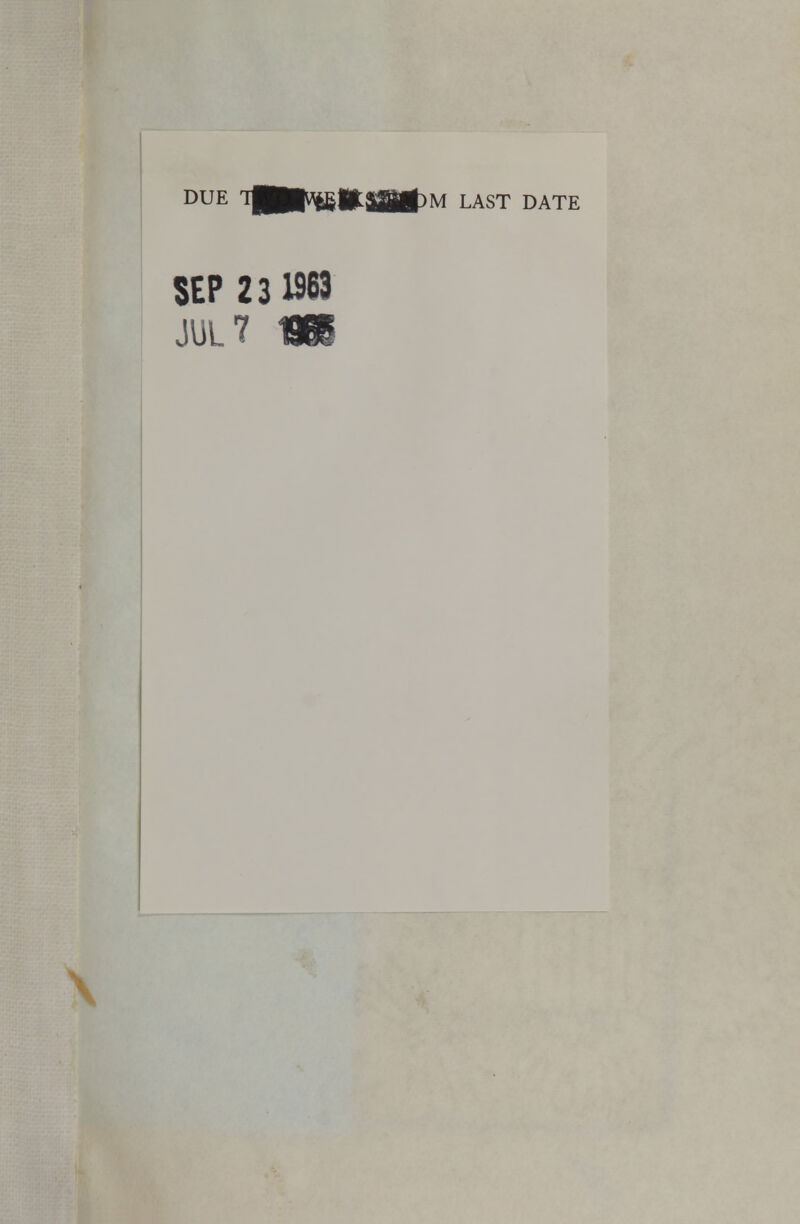 DUE LAST DATE
SEP 23 1963
JUL 7